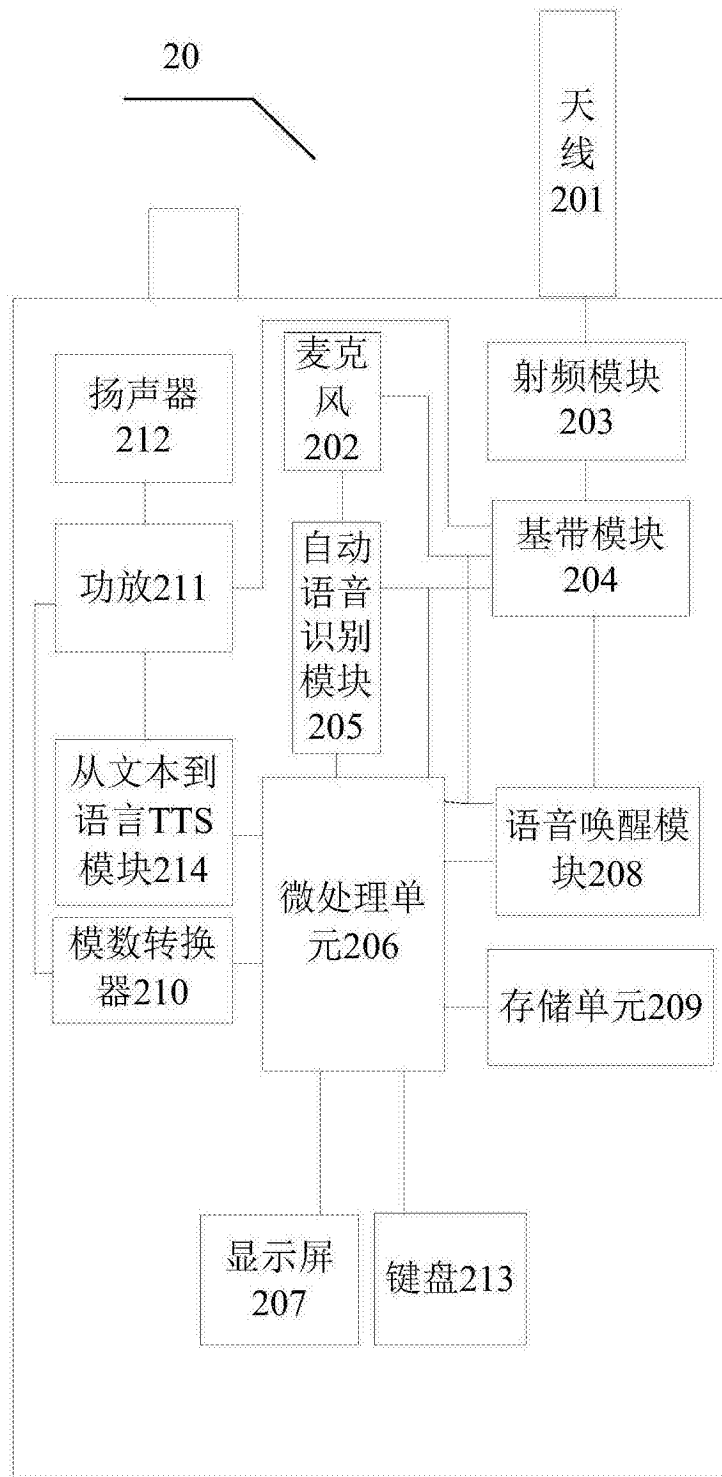 20
天
线
201
麦克
风
202
射频模块
203
扬声器
212
自动
语音
识别
模块
205
基带模块
204
功放211
从文本到
语言TTS
模块214
语音唤醒模
块208
微处理单
元206
模数转换
器210
存储单元209
显示屏
207
键盘213